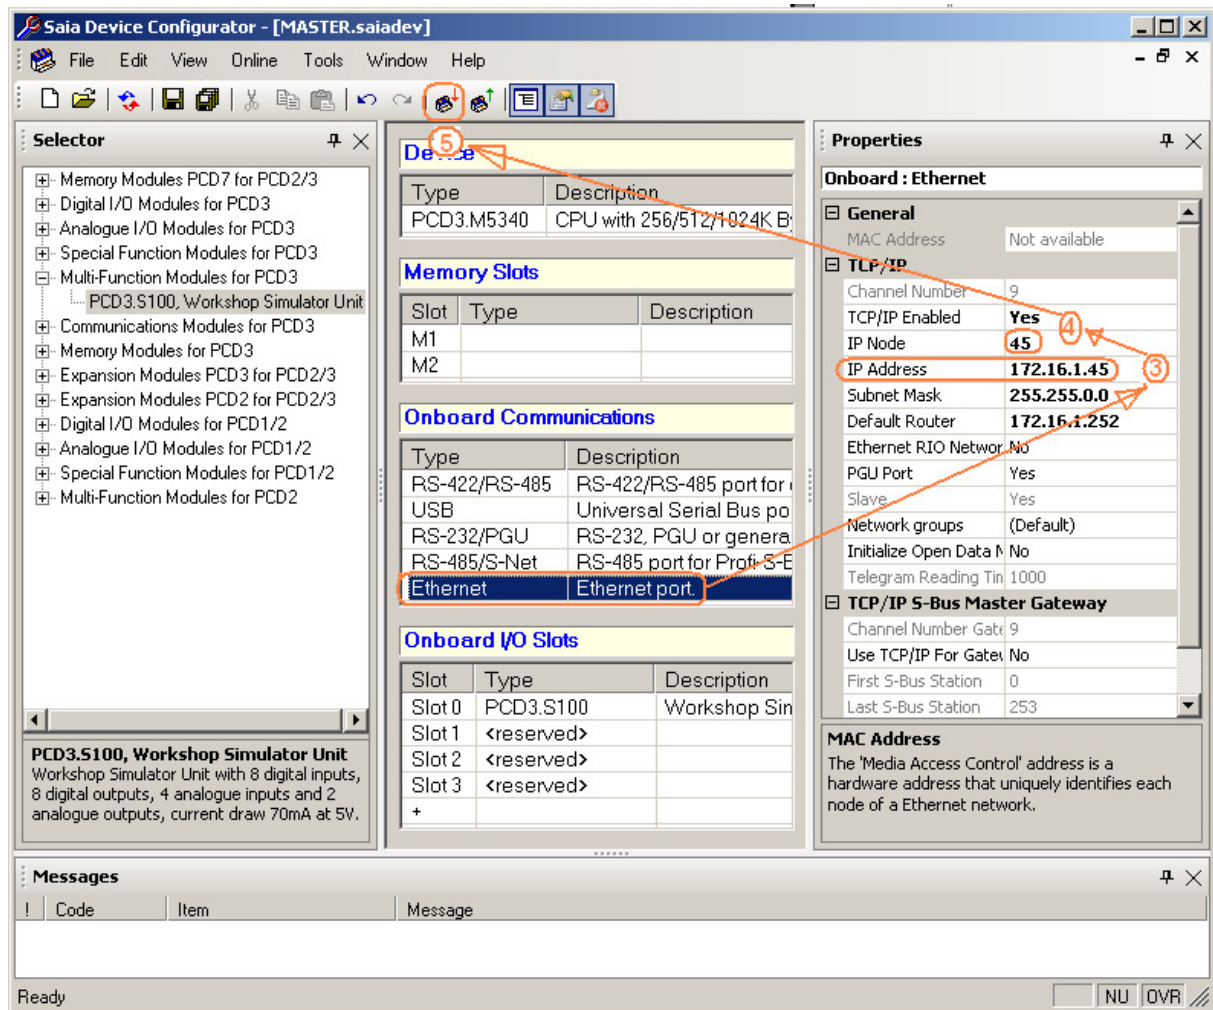 Saia Device Configurator - [MASTER.saiadev]
File Edit View Online Tools Window Help
Selector
Memory Modules PCD7 for PCD2/3
Digital I/O Modules for PCD3
Analogue I/O Modules for PCD3
Special Function Modules for PCD3
Multi-Function Modules for PCD3
PCD3.S100, Workshop Simulator Unit
Communications Modules for PCD3
Memory Modules for PCD3
Expansion Modules PCD3 for PCD2/3
Expansion Modules PCD2 for PCD2/3
Digital I/O Modules for PCD1/2
Analogue I/O Modules for PCD1/2
Special Function Modules for PCD1/2
Multi-Function Modules for PCD2
PCD3.S100, Workshop Simulator Unit
Workshop Simulator Unit with 8 digital inputs,
8 digital outputs, 4 analogue inputs and 2
analogue outputs, current draw 70mA at 5V.
5
Device
Type Description
PCD3.M5340 CPU with 256/512/1024K By
Memory Slots
Slot Type Description
M1
M2
Onboard Communications
Type Description
RS-422/RS-485 RS-422/RS-485 port for
USB Universal Serial Bus po
RS-232/PGU RS-232, PGU or genera
RS-485/S-Net RS-485 port for Profi-S-B
Ethernet Ethernet port.
Onboard I/O Slots
Slot Type Description
Slot 0 PCD3.S100 Workshop Sin
Slot 1 <reserved>
Slot 2 <reserved>
Slot 3 <reserved>
+
Properties
Onboard : Ethernet
General
MAC Address Not available
TCP/IP
Channel Number 9
TCP/IP Enabled Yes
4
IP Node 45
IP Address 172.16.1.45
3
Subnet Mask 255.255.0.0
Default Router 172.16.1.252
Ethernet RIO Networ No
PGU Port Yes
Slave Yes
Network groups (Default)
Initialize Open Data M No
Telegram Reading Tin 1000
TCP/IP S-Bus Master Gateway
Channel Number Gate 9
Use TCP/IP For Gatew No
First S-Bus Station 0
Last S-Bus Station 253
MAC Address
The 'Media Access Control' address is a
hardware address that uniquely identifies each
node of a Ethernet network.
Messages
! Code Item Message
Ready NU OVR